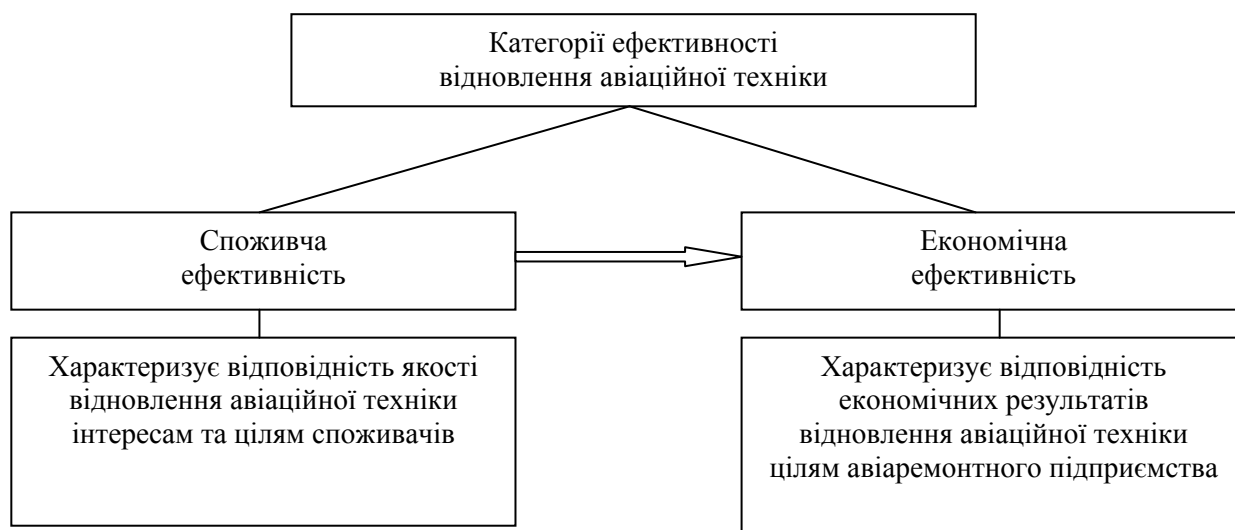 Категорії ефективності
відновлення авіаційної техніки
Споживча
ефективність
Економічна
ефективність
Характеризує відповідність якості
відновлення авіаційної техніки
інтересам та цілям споживачів
Характеризує відповідність
економічних результатів
відновлення авіаційної техніки
цілям авіаремонтного підприємства